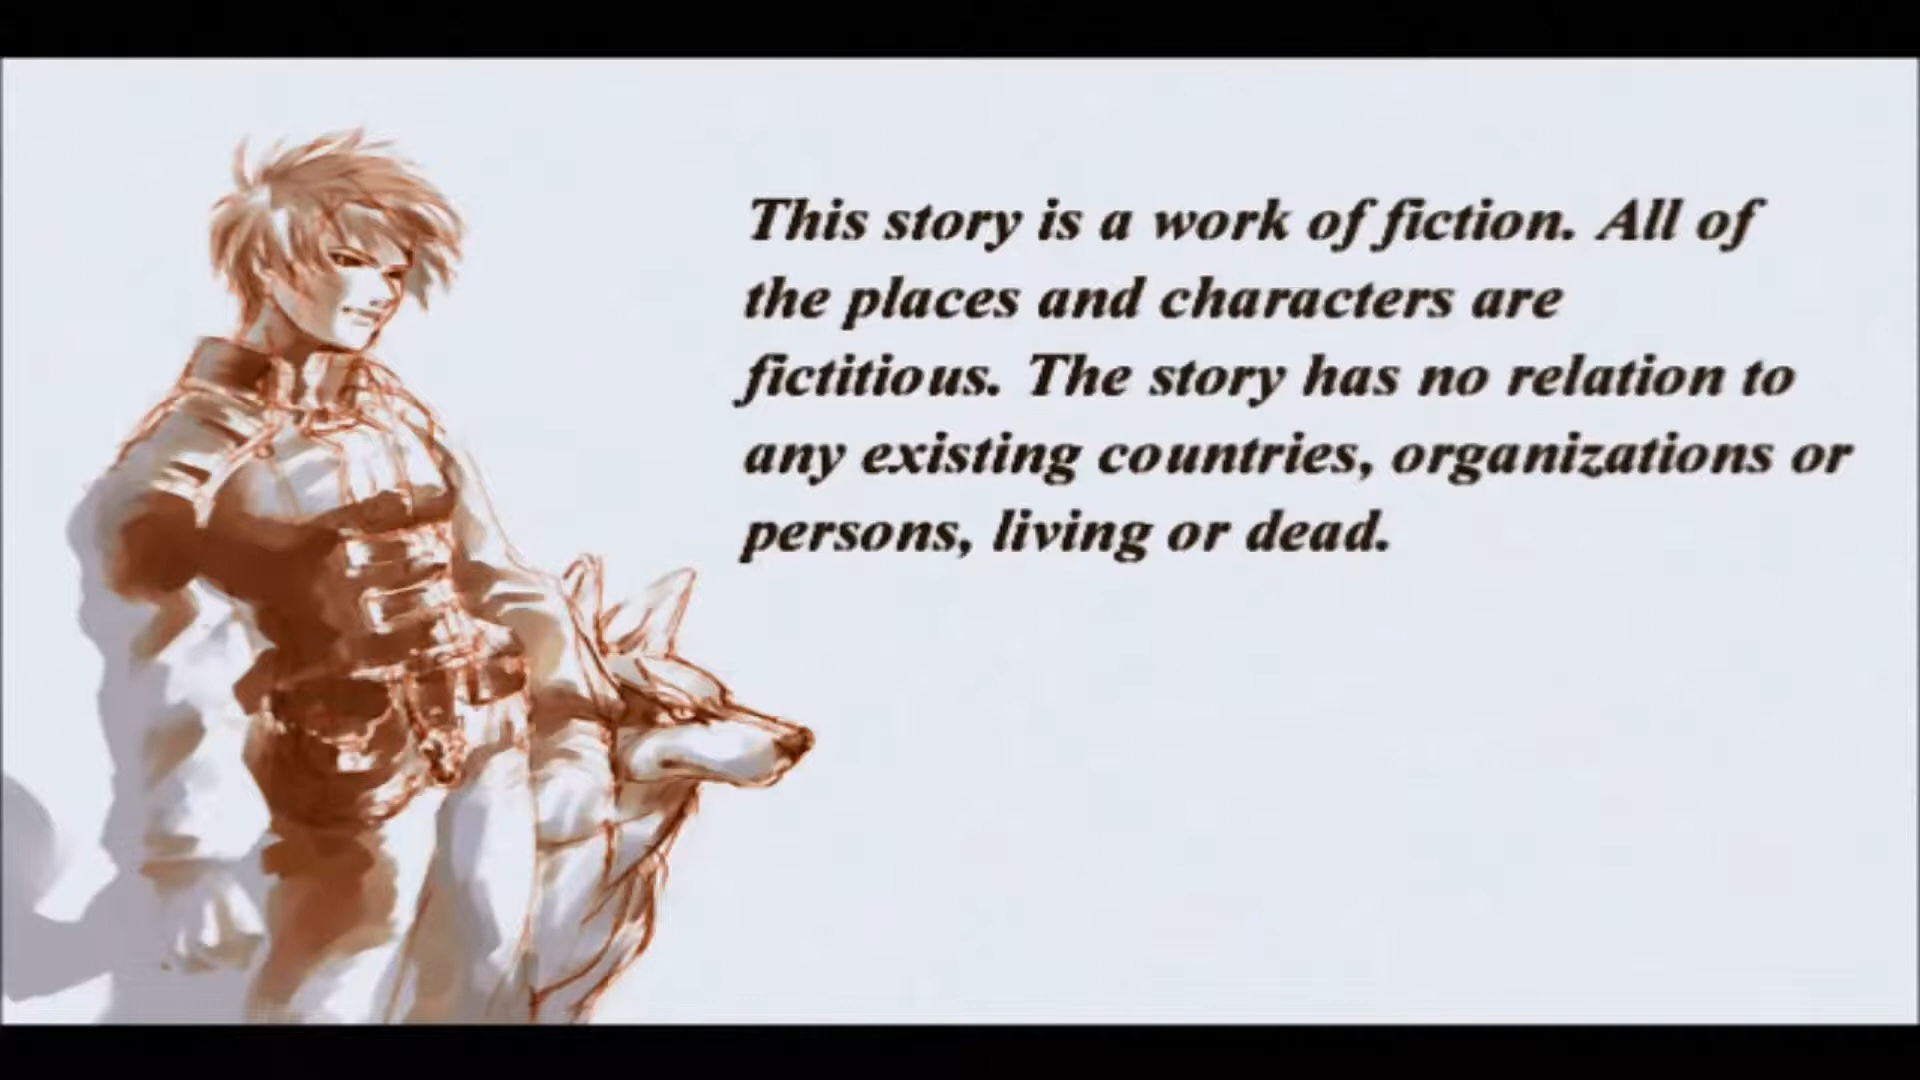 This story is a work of fiction. All of
the places and characters are
fictitious. The story has no relation to
any existing countries, organizations or
persons, living or dead.